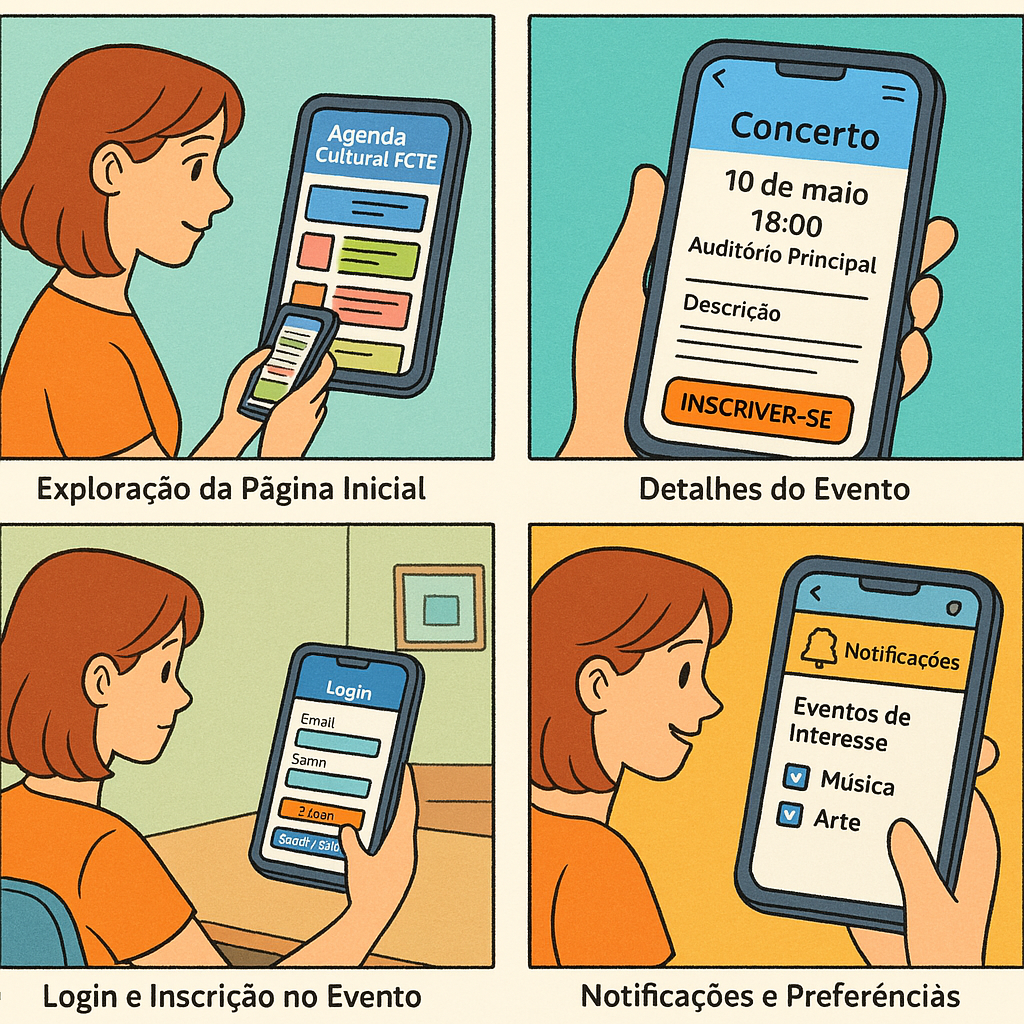 Agenda
Cultural FCTE
Concerto
10 de maio
18:00
Auditório Principal
Descrição
INSCRIVER-SE
Exploração da Pãgina Inicial
Detalhes do Evento
Login
Email
Samn
Notificações
Eventos de
Interesse
Música
Arte
Login e Inscrição no Evento
Notificações e Preferénciàs